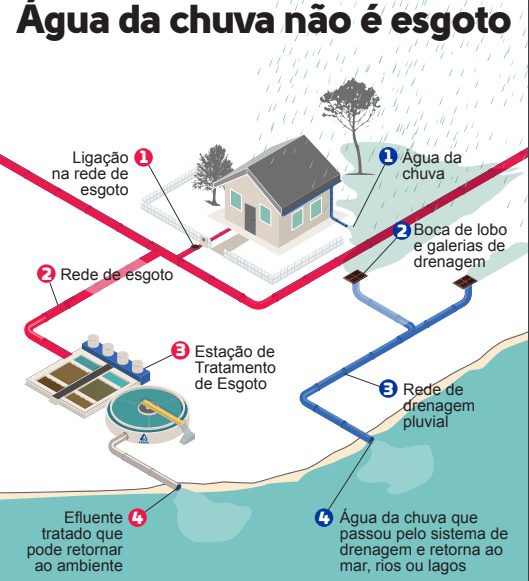 Água da chuva não é esgoto
1 Ligação
na rede de
esgoto
2 Rede de esgoto
3 Estação de
Tratamento
de Esgoto
4 Efluente
tratado que
pode retornar
ao ambiente
1 Água da
chuva
2 Boca de lobo
e galerias de
drenagem
3 Rede de
drenagem
pluvial
4 Água da chuva que
passou pelo sistema de
drenagem e retorna ao
mar, rios ou lagos